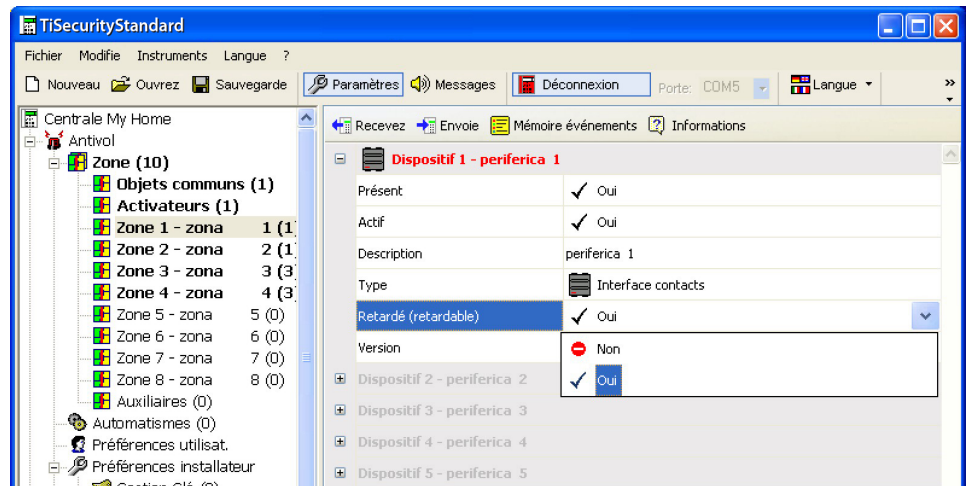 TiSecurityStandard
Fichier Modifie Instruments Langue ?
Nouveau Ouvrez Sauvegarde Paramètres Messages Déconnexion Porte: COM5 Langue »
Centrale My Home
Antivol
Zone (10)
Objets communs (1)
Activateurs (1)
Zone 1 - zona 1 (1
Zone 2 - zona 2 (1
Zone 3 - zona 3 (3
Zone 4 - zona 4 (3
Zone 5 - zona 5 (0)
Zone 6 - zona 6 (0)
Zone 7 - zona 7 (0)
Zone 8 - zona 8 (0)
Auxiliaires (0)
Automatismes (0)
Préférences utilisat.
Préférences installateur
Recevez Envoie Mémoire événements Informations
Dispositif 1 - periferica 1
Présent Oui
Actif Oui
Description periferica 1
Type Interface contacts
Retardé (retardable) Oui
Version
Non
Oui
Dispositif 2 - periferica 2
Dispositif 3 - periferica 3
Dispositif 4 - periferica 4
Dispositif 5 - periferica 5